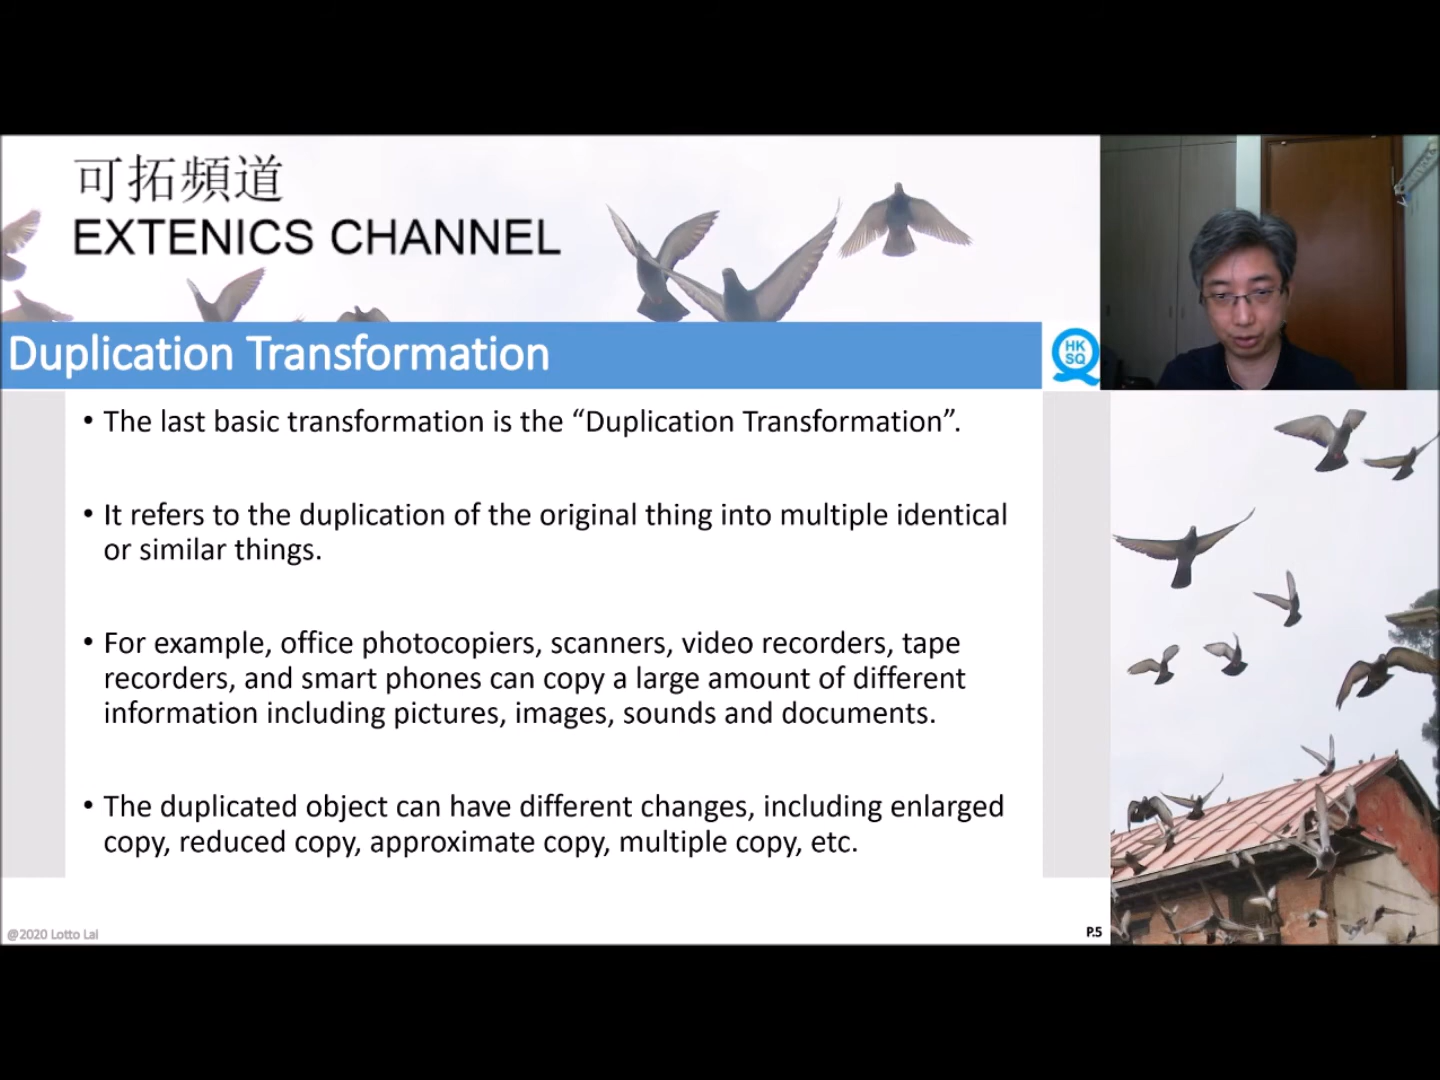 可拓頻道
EXTENICS CHANNEL
Duplication Transformation
HK
SQ
• The last basic transformation is the “Duplication Transformation”.
• It refers to the duplication of the original thing into multiple identical
or similar things.
• For example, office photocopiers, scanners, video recorders, tape
recorders, and smart phones can copy a large amount of different
information including pictures, images, sounds and documents.
• The duplicated object can have different changes, including enlarged
copy, reduced copy, approximate copy, multiple copy, etc.
@2020 Lotto Lai
P.5